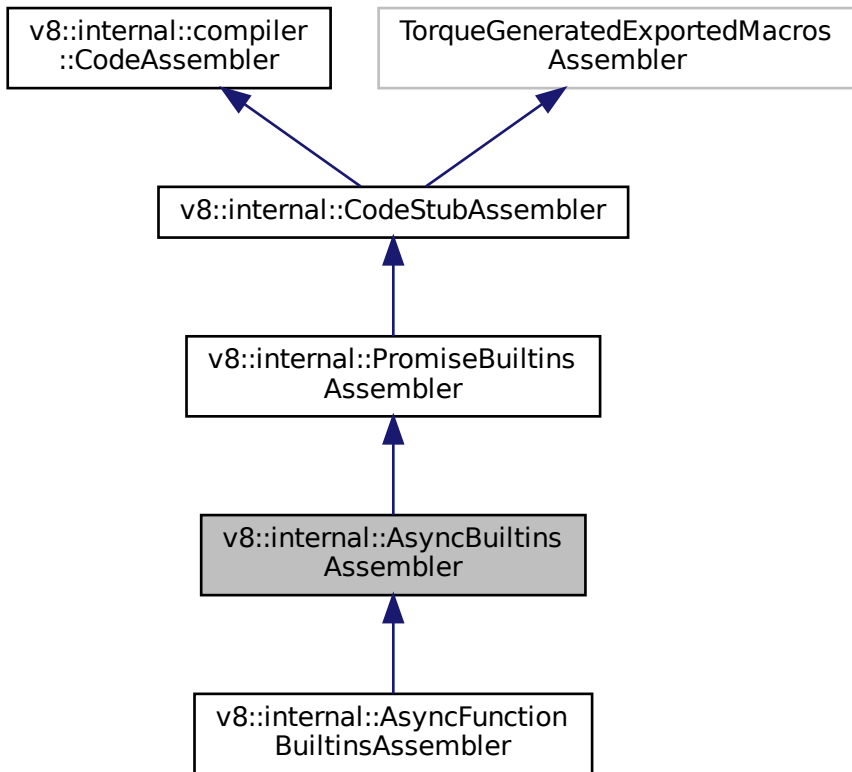 v8::internal::compiler
::CodeAssembler
TorqueGeneratedExportedMacros
Assembler
v8::internal::CodeStubAssembler
v8::internal::PromiseBuiltins
Assembler
v8::internal::AsyncBuiltins
Assembler
v8::internal::AsyncFunction
BuiltinsAssembler